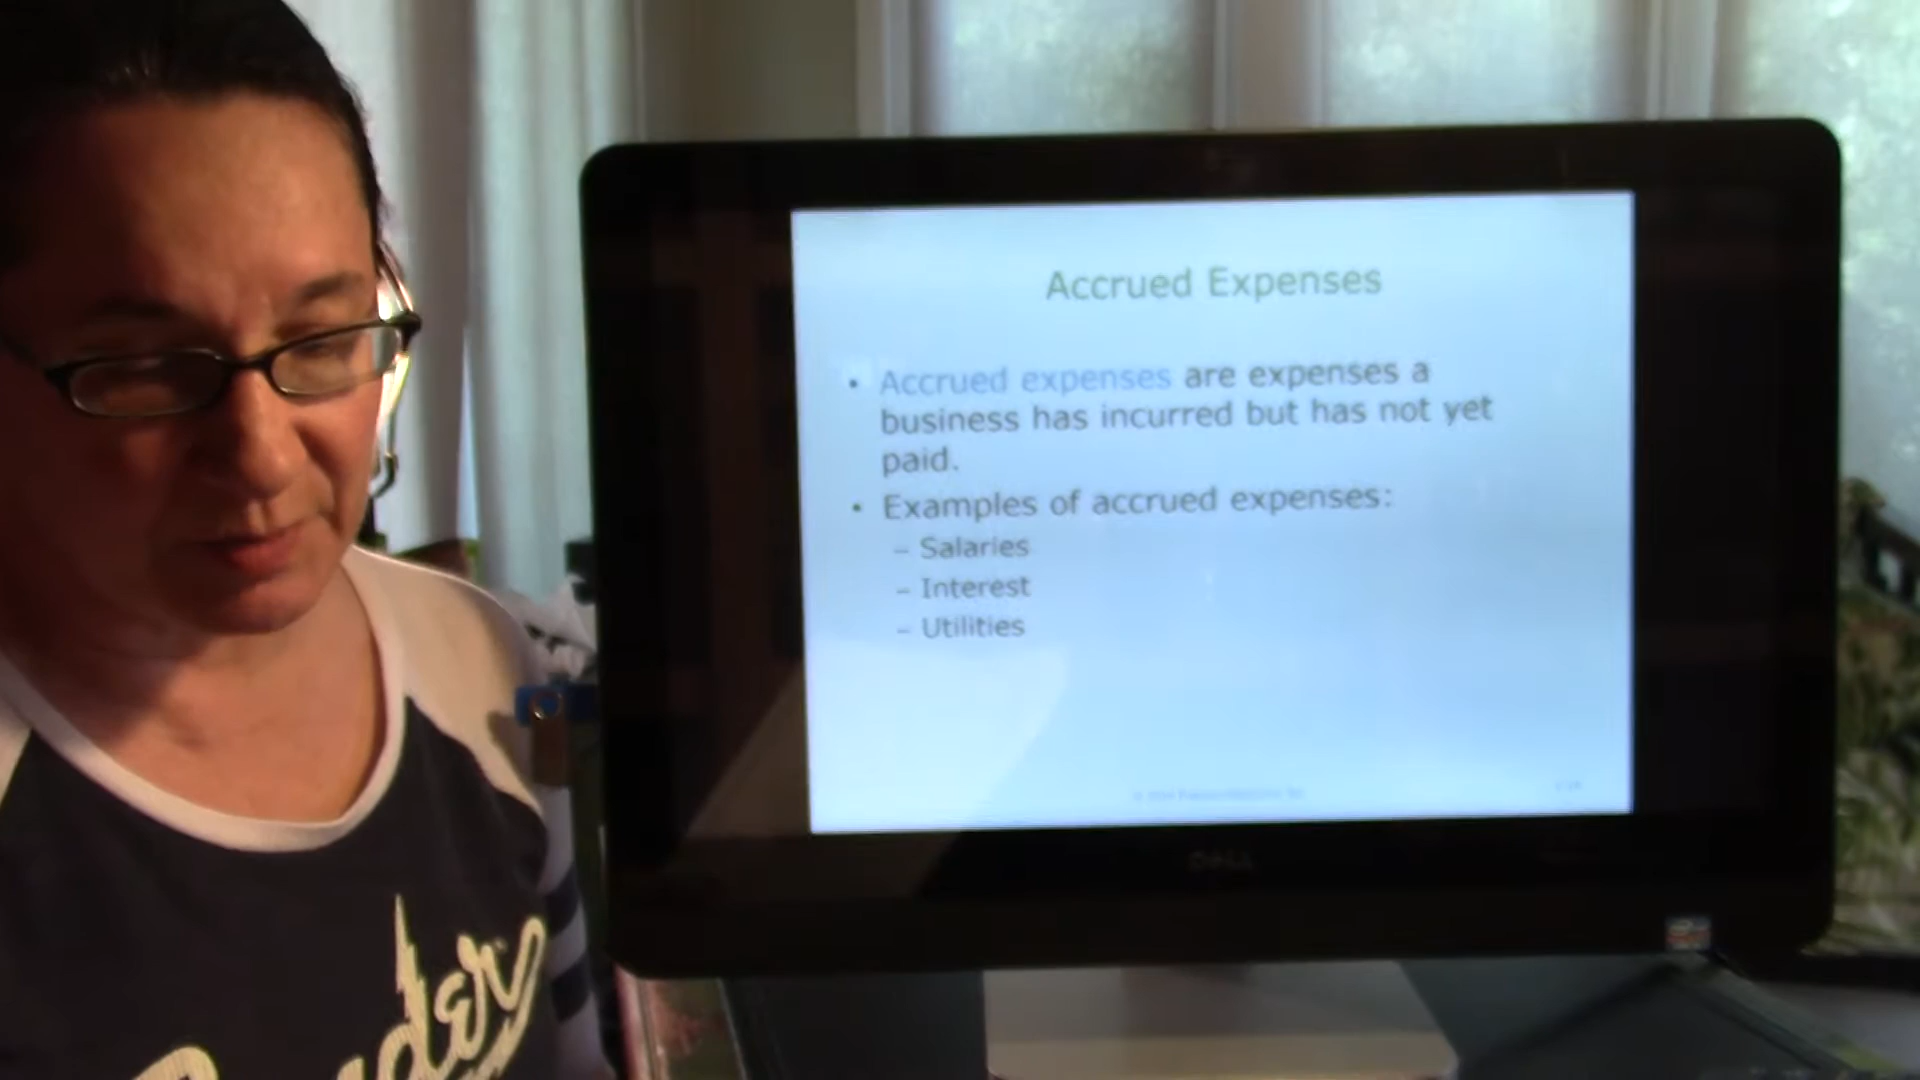 Accrued Expenses
• Accrued expenses are expenses a
business has incurred but has not yet
paid.
• Examples of accrued expenses:
– Salaries
– Interest
– Utilities
DELL